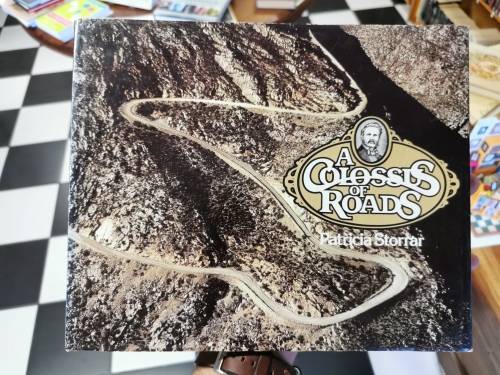 A
COLOSSUS
OF
ROADS
Patricia Storrar